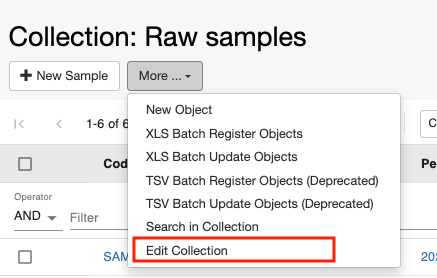 Collection: Raw samples
+ New Sample
More ...
1-6 of 6
New Object
XLS Batch Register Objects
XLS Batch Update Objects
TSV Batch Register Objects (Deprecated)
TSV Batch Update Objects (Deprecated)
Search in Collection
Edit Collection
Cod
Pe
Operator
AND
Filter
SAM
202